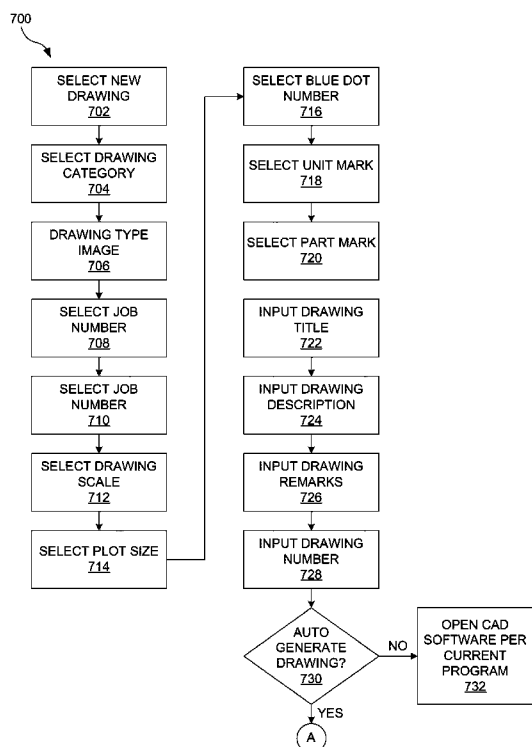 700
SELECT NEW
DRAWING
702
SELECT DRAWING
CATEGORY
704
DRAWING TYPE
IMAGE
706
SELECT JOB
NUMBER
708
SELECT JOB
NUMBER
710
SELECT DRAWING
SCALE
712
SELECT PLOT SIZE
714
SELECT BLUE DOT
NUMBER
716
SELECT UNIT MARK
718
SELECT PART MARK
720
INPUT DRAWING
TITLE
722
INPUT DRAWING
DESCRIPTION
724
INPUT DRAWING
REMARKS
726
INPUT DRAWING
NUMBER
728
AUTO
GENERATE
DRAWING?
730
NO
OPEN CAD
SOFTWARE PER
CURRENT
PROGRAM
732
YES
A